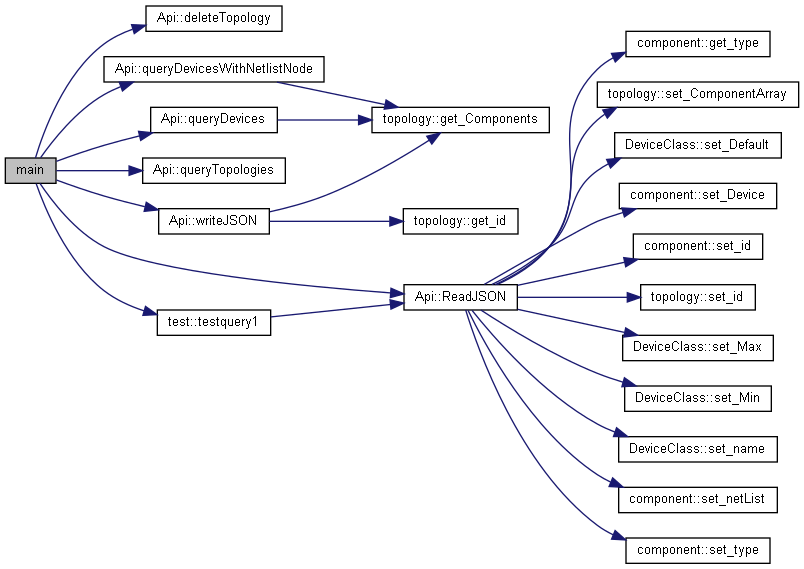 main
Api::deleteTopology
Api::queryDevicesWithNetlistNode
Api::queryDevices
Api::queryTopologies
Api::writeJSON
test::testquery1
topology::get_Components
topology::get_id
Api::ReadJSON
component::get_type
topology::set_ComponentArray
DeviceClass::set_Default
component::set_Device
component::set_id
topology::set_id
DeviceClass::set_Max
DeviceClass::set_Min
DeviceClass::set_name
component::set_netList
component::set_type